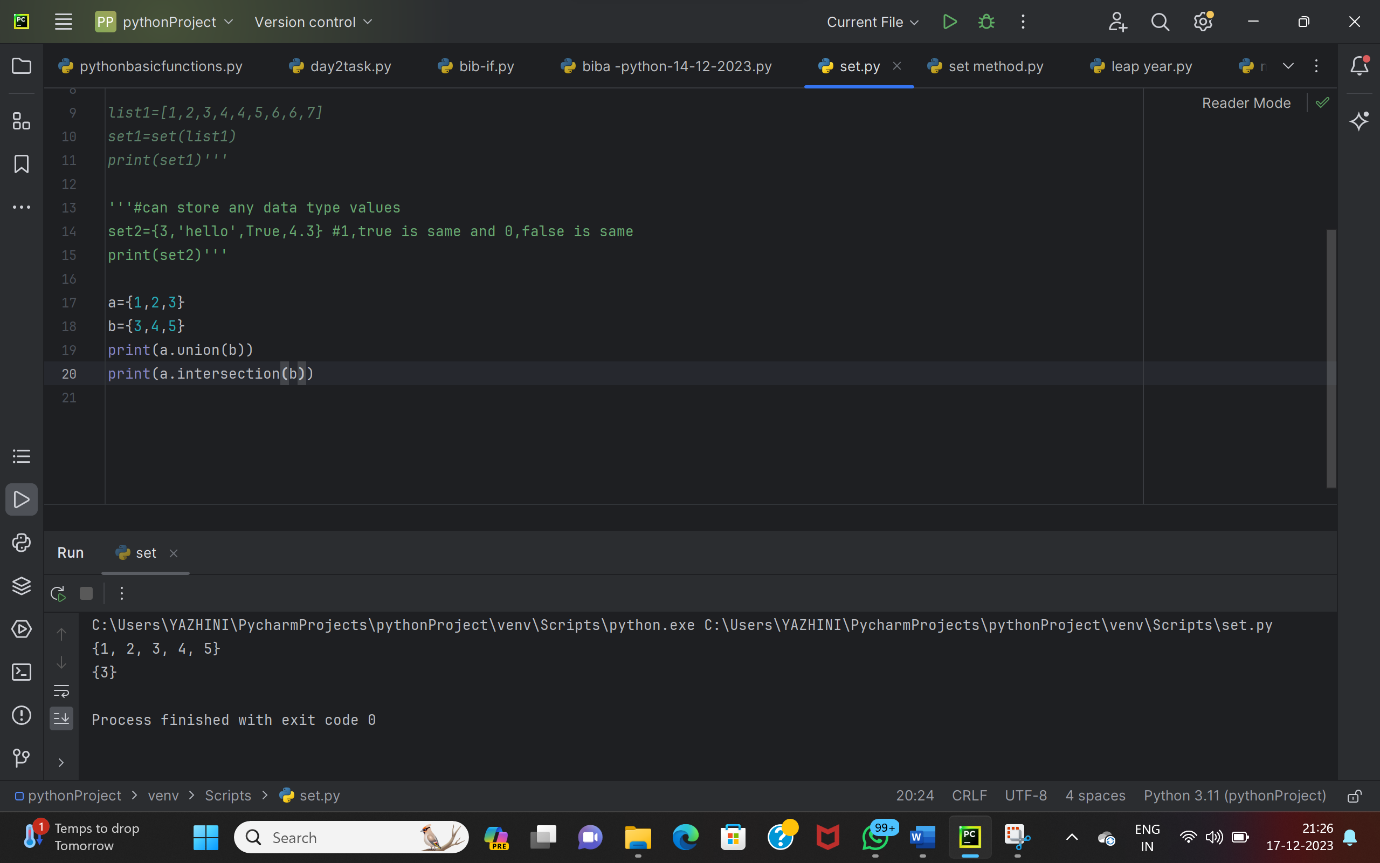 PC
PP pythonProject Version control Current File
pythonbasicfunctions.py day2task.py bib-if.py biba -python-14-12-2023.py set.py set method.py leap year.py
8
Reader Mode
9 list1=[1,2,3,4,4,5,6,6,7]
10 set1=set(list1)
11 print(set1)'''
12
13 '''#can store any data type values
14 set2={3,'hello',True,4.3} #1,true is same and 0,false is same
15 print(set2)'''
16
17 a={1,2,3}
18 b={3,4,5}
19 print(a.union(b))
20 print(a.intersection(b))
21
Run set
C:\Users\YAZHINI\PycharmProjects\pythonProject\venv\Scripts\python.exe C:\Users\YAZHINI\PycharmProjects\pythonProject\venv\Scripts\set.py
{1, 2, 3, 4, 5}
{3}
Process finished with exit code 0
pythonProject > venv > Scripts > set.py 20:24 CRLF UTF-8 4 spaces Python 3.11 (pythonProject)
1 Temps to drop
Tomorrow
Search
PRE
99+
W
PC
ENG
IN
21:26
17-12-2023